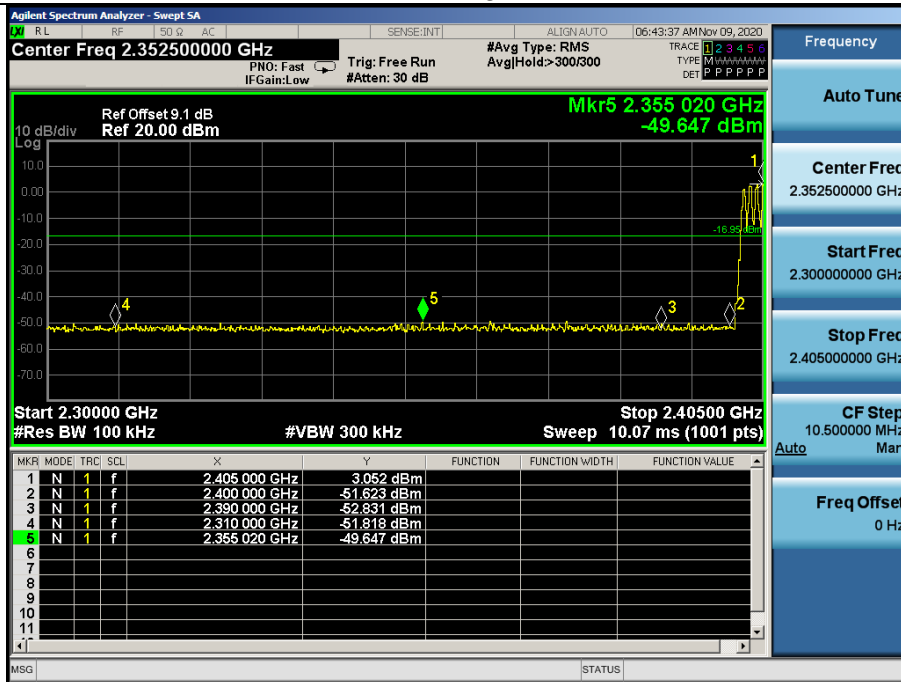 Agilent Spectrum Analyzer - Swept SA
LXI RL RF 50 Ω AC SENSE:INT ALIGN AUTO 06:43:37 AM Nov 09, 2020
Center Freq 2.352500000 GHz #Avg Type: RMS TRACE 1 2 3 4 5 6
PNO: Fast Trig: Free Run Avg|Hold:>300/300 TYPE M
IFGain:Low #Atten: 30 dB DET P P P P P P
Ref Offset 9.1 dB Mkr5 2.355 020 GHz
10 dB/div Ref 20.00 dBm -49.647 dBm
Log
1
10.0
0.00
-10.0
-16.95 dBm
-20.0
-30.0
-40.0
4 5 3 2
-50.0
-60.0
-70.0
Start 2.30000 GHz Stop 2.40500 GHz
#Res BW 100 kHz #VBW 300 kHz Sweep 10.07 ms (1001 pts)
MKR MODE TRC SCL X Y FUNCTION FUNCTION WIDTH FUNCTION VALUE
1 N 1 f 2.405 000 GHz 3.052 dBm
2 N 1 f 2.400 000 GHz -51.623 dBm
3 N 1 f 2.390 000 GHz -52.831 dBm
4 N 1 f 2.310 000 GHz -51.818 dBm
5 N 1 f 2.355 020 GHz -49.647 dBm
6
7
8
9
10
11
MSG STATUS
Frequency
Auto Tune
Center Freq
2.352500000 GHz
Start Freq
2.300000000 GHz
Stop Freq
2.405000000 GHz
CF Step
10.500000 MHz
Auto Man
Freq Offset
0 Hz